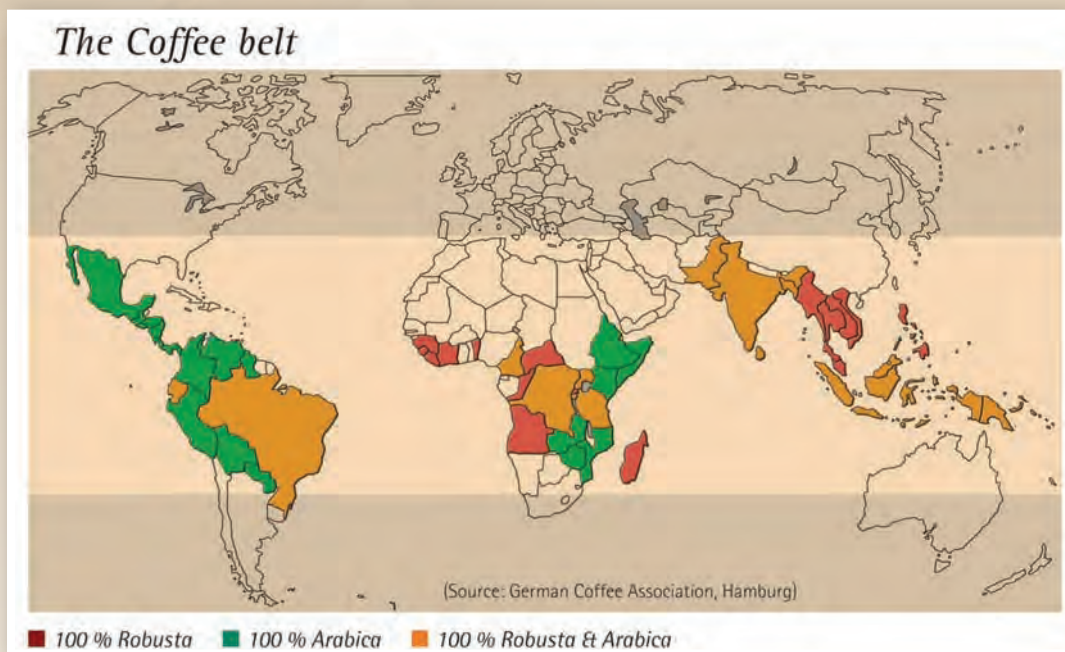 The Coffee belt
(Source: German Coffee Association, Hamburg)
100 % Robusta 100 % Arabica 100 % Robusta & Arabica